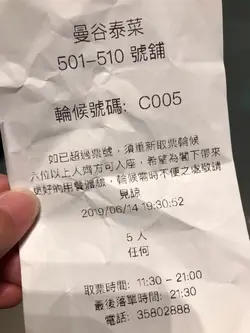 曼谷泰菜
501-510 號舖
輪候號碼: C005
如已超過票號，須重新取票輪候
六位以上人齊方可入座，希望為閣下帶來
更好的用餐體驗，輪候需時不便之處敬請
見諒
2019/06/14 19:30:52
5 人
任何
取票時間: 11:30 - 21:00
最後落單時間: 21:30
電話: 35802888